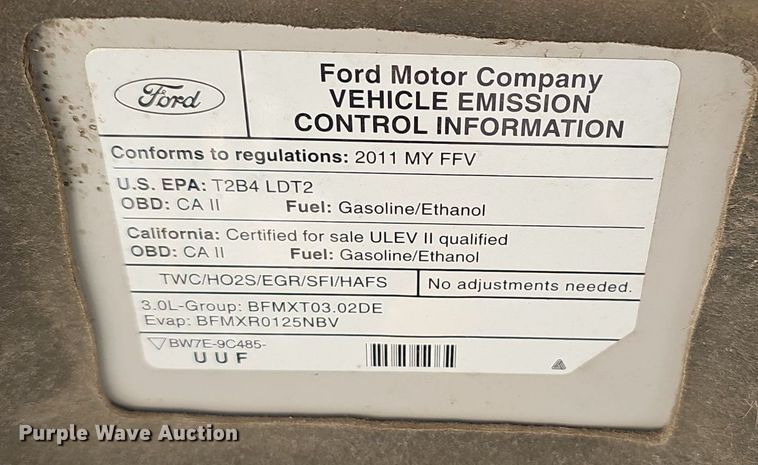 Ford
Ford Motor Company
VEHICLE EMISSION
CONTROL INFORMATION
Conforms to regulations: 2011 MY FFV
U.S. EPA: T2B4 LDT2
OBD: CA II Fuel: Gasoline/Ethanol
California: Certified for sale ULEV II qualified
OBD: CA II Fuel: Gasoline/Ethanol
TWC/HO2S/EGR/SFI/HAFS No adjustments needed.
3.0L-Group: BFMXT03.02DE
Evap: BFMXR0125NBV
BW7E-9C485-
UUF
Purple Wave Auction